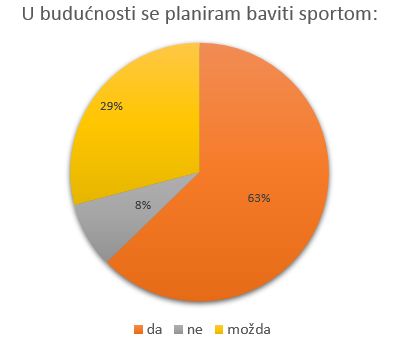 U budućnosti se planiram baviti sportom:
29%
63%
8%
da ne možda